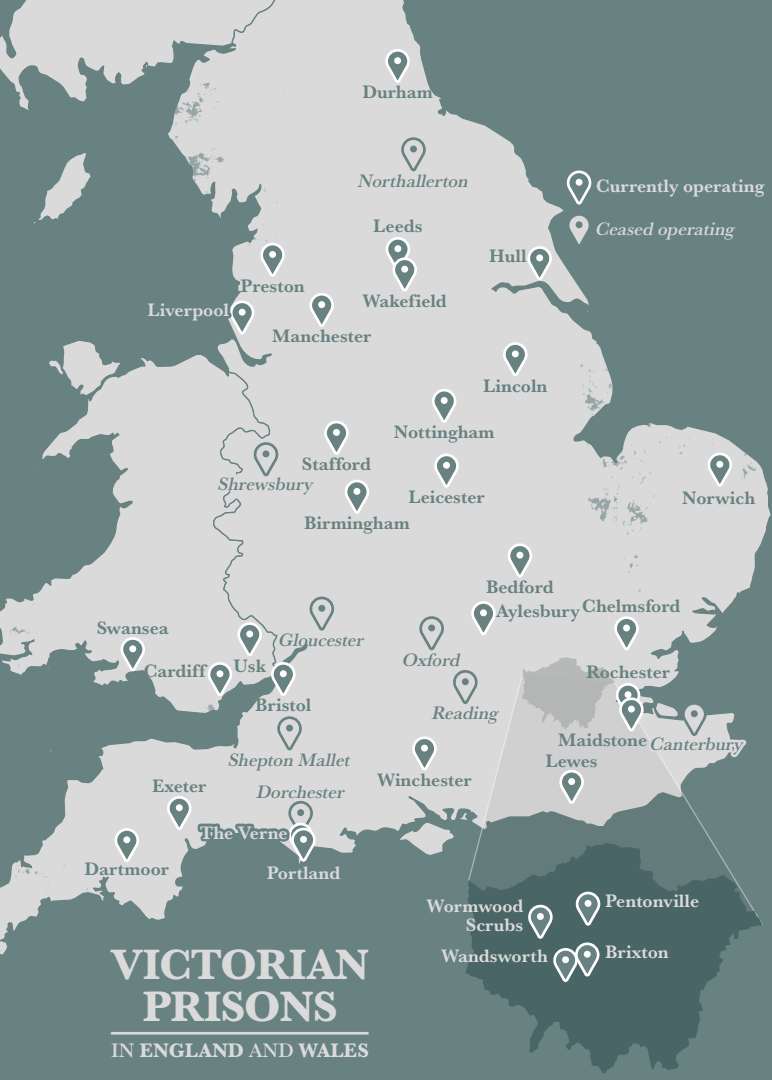 Durham
Northallerton
Currently operating
Ceased operating
Leeds
Hull
Preston
Wakefield
Liverpool
Manchester
Lincoln
Nottingham
Stafford
Shrewsbury
Leicester
Norwich
Birmingham
Bedford
Aylesbury
Chelmsford
Swansea
Gloucester
Oxford
Cardiff
Usk
Rochester
Bristol
Reading
Maidstone
Canterbury
Shepton Mallet
Lewes
Winchester
Exeter
Dorchester
The Verne
Dartmoor
Portland
Wormwood
Scrubs
Pentonville
Wandsworth
Brixton
VICTORIAN
PRISONS
IN ENGLAND AND WALES